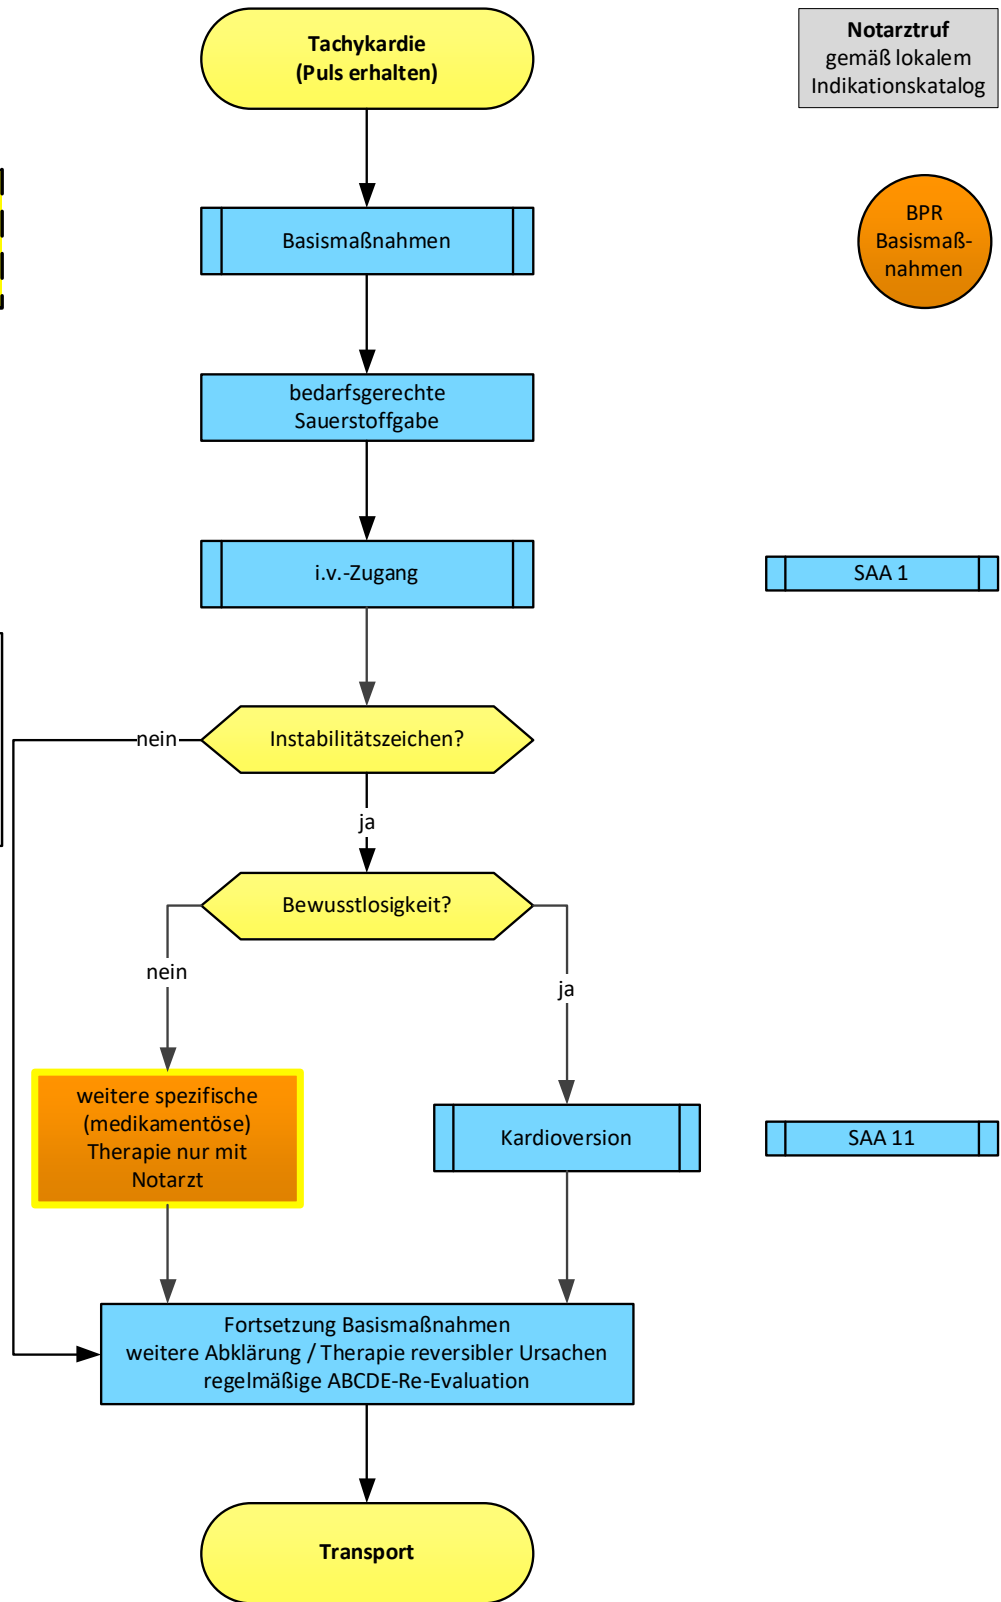 Tachykardie
(Puls erhalten)
Notarztruf
gemäß lokalem
Indikationskatalog
Basismaßnahmen
BPR
Basismaß-
nahmen
bedarfsgerechte
Sauerstoffgabe
i.v.-Zugang
SAA 1
nein
Instabilitätszeichen?
ja
Bewusstlosigkeit?
nein
ja
weitere spezifische
(medikamentöse)
Therapie nur mit
Notarzt
Kardioversion
SAA 11
Fortsetzung Basismaßnahmen
weitere Abklärung / Therapie reversibler Ursachen
regelmäßige ABCDE-Re-Evaluation
Transport